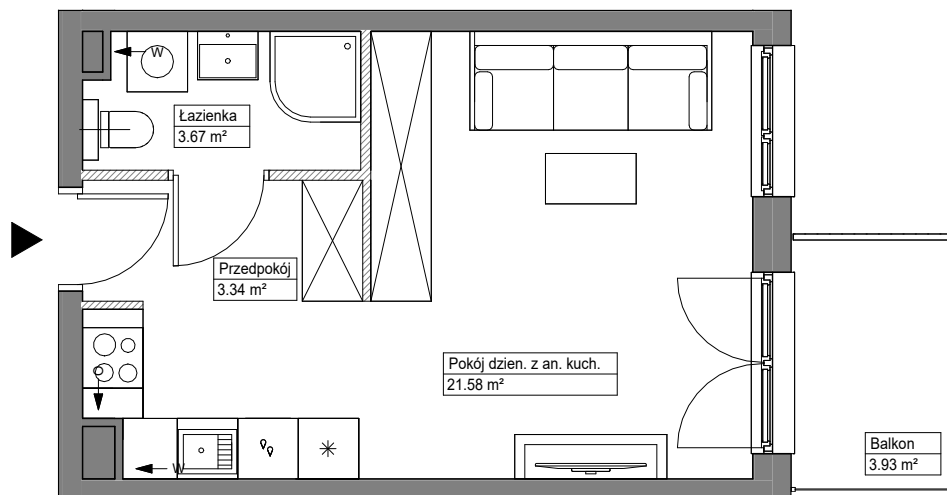 W
Łazienka
3.67 m²
Przedpokój
3.34 m²
Pokój dzien. z an. kuch.
21.58 m²
Balkon
3.93 m²
W